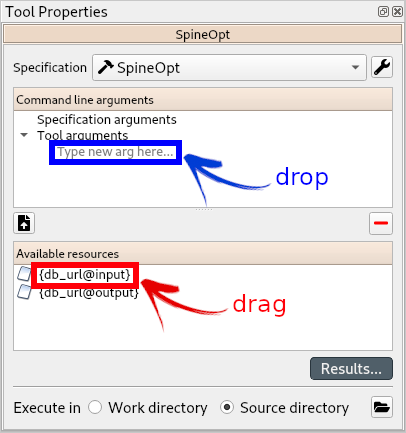 Tool Properties
SpineOpt
Specification SpineOpt
Command line arguments
Specification arguments
Tool arguments
Type new arg here...
drop
Available resources
{db_url@input}
{db_url@output}
drag
Results...
Execute in Work directory Source directory